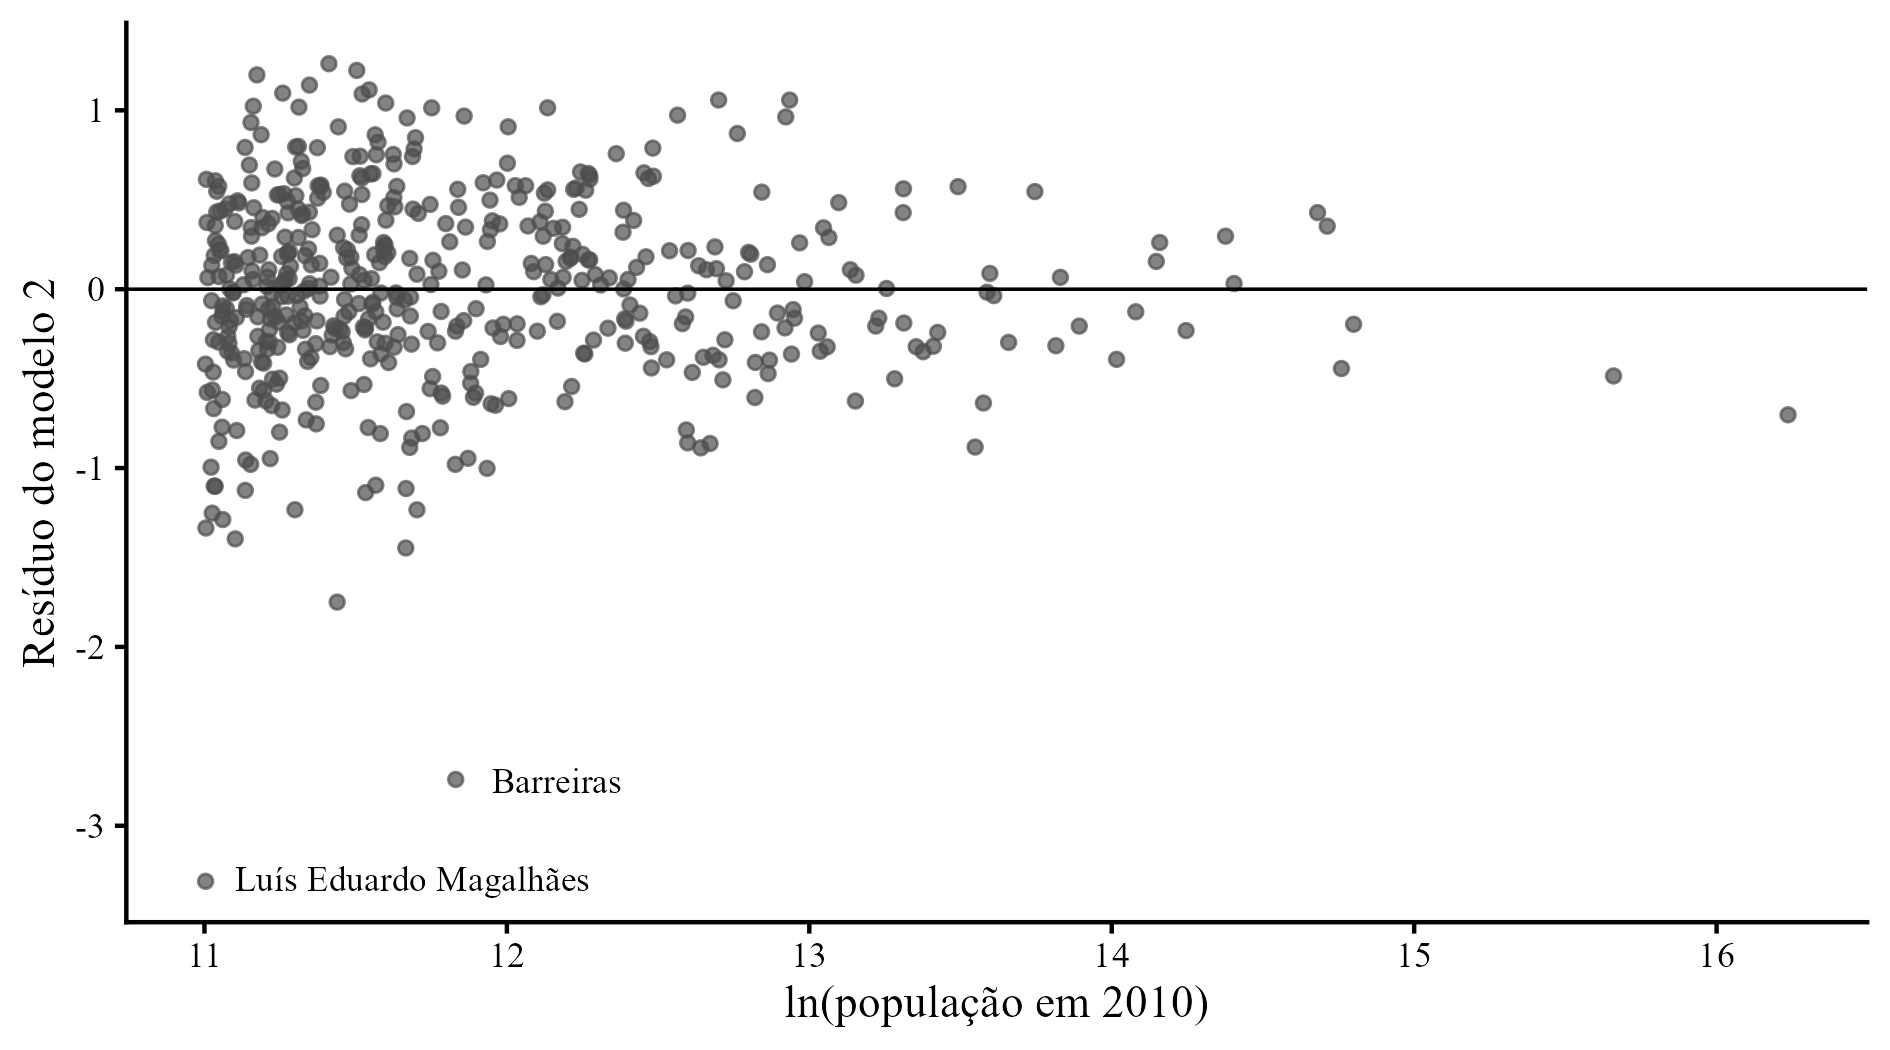 Resíduo do modelo 2
1
0
-1
-2
-3
Barreiras
Luís Eduardo Magalhães
11 12 13 14 15 16
ln(população em 2010)